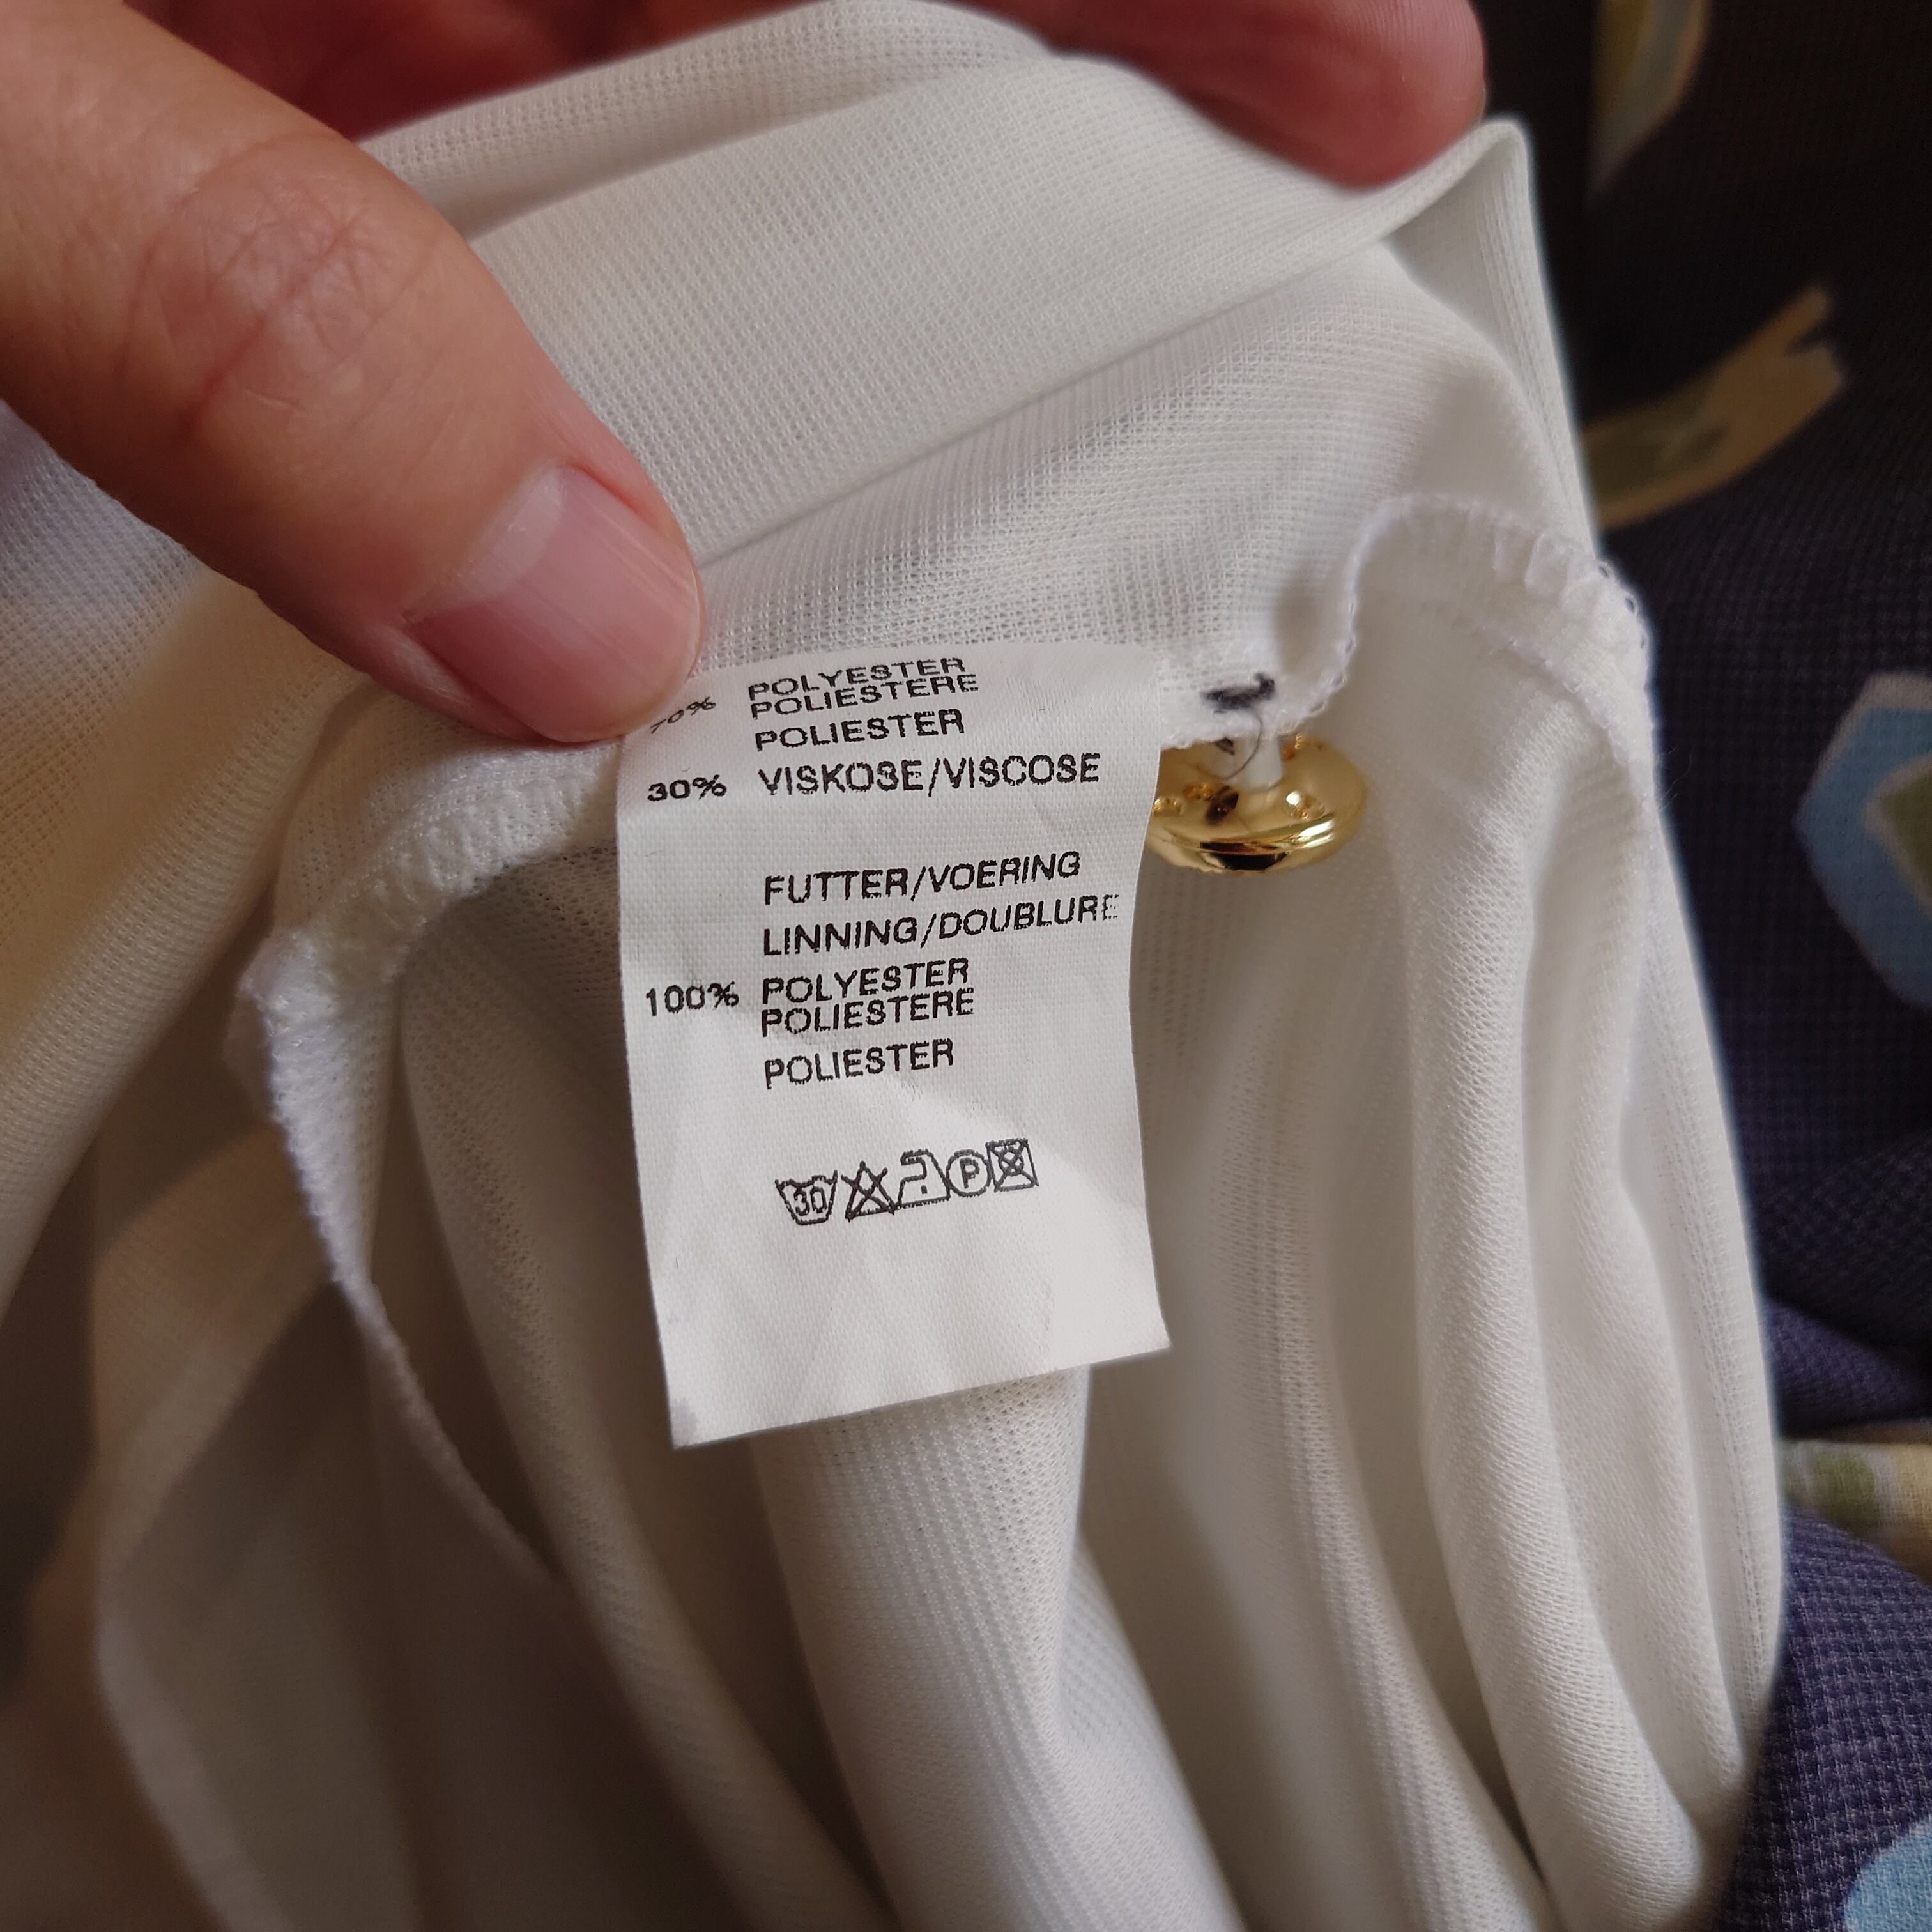 70% POLYESTER
POLIESTERE
POLIESTER
30% VISKOSE/VISCOSE
FUTTER/VOERING
LINNING/DOUBLURE
100% POLYESTER
POLIESTERE
POLIESTER
30 P